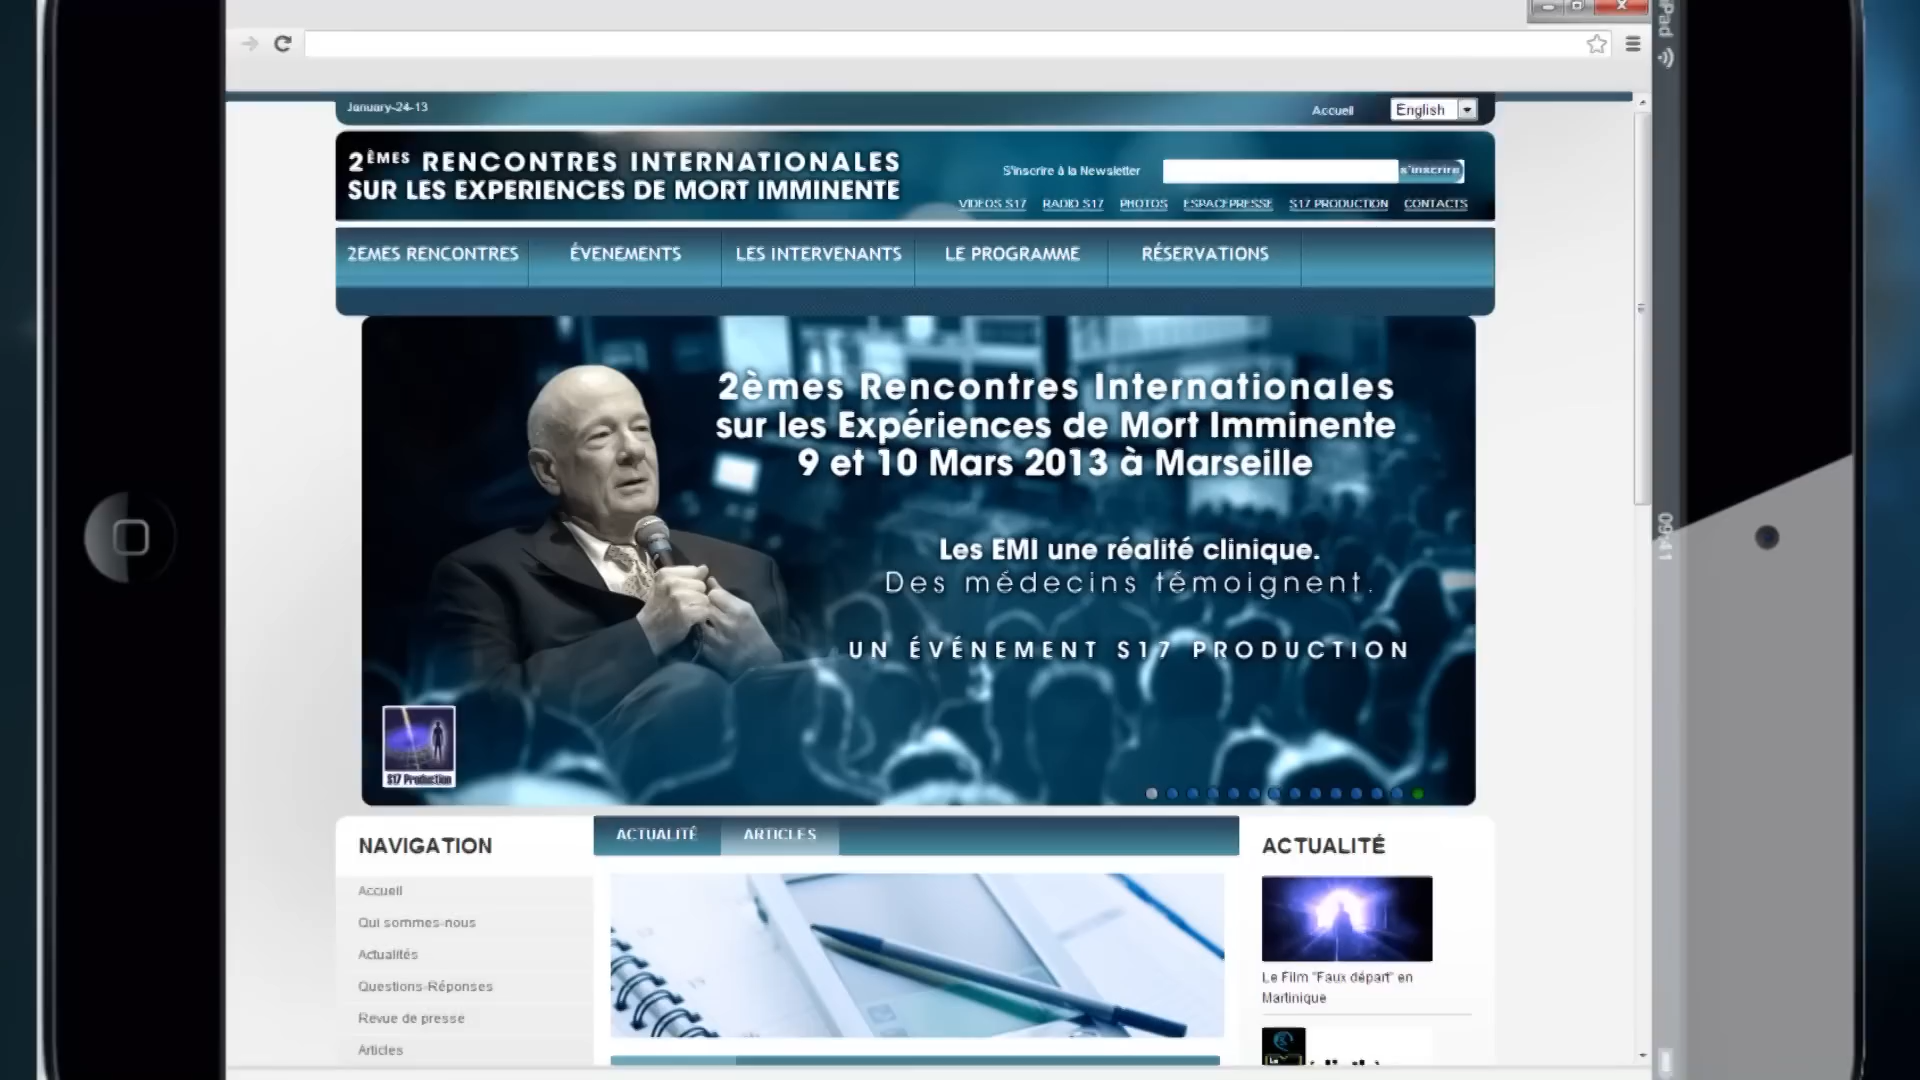 iPad
January-24-13
Accueil
English
2ÈMES RENCONTRES INTERNATIONALES
SUR LES EXPERIENCES DE MORT IMMINENTE
S'inscrire à la Newsletter
s'inscrire
VIDEOS S17
RADIO S17
PHOTOS
ESPACEPRESSE
S17 PRODUCTION
CONTACTS
2EMES RENCONTRES
ÉVENEMENTS
LES INTERVENANTS
LE PROGRAMME
RÉSERVATIONS
2èmes Rencontres Internationales
sur les Expériences de Mort Imminente
9 et 10 Mars 2013 à Marseille
Les EMI une réalité clinique.
Des médecins témoignent.
UN ÉVÉNEMENT S17 PRODUCTION
S17 Production
09:41
NAVIGATION
Accueil
Qui sommes-nous
Actualités
Questions-Réponses
Revue de presse
Articles
ACTUALITÉ
ARTICLES
ACTUALITÉ
Le Film "Faux départ" en
Martinique
La